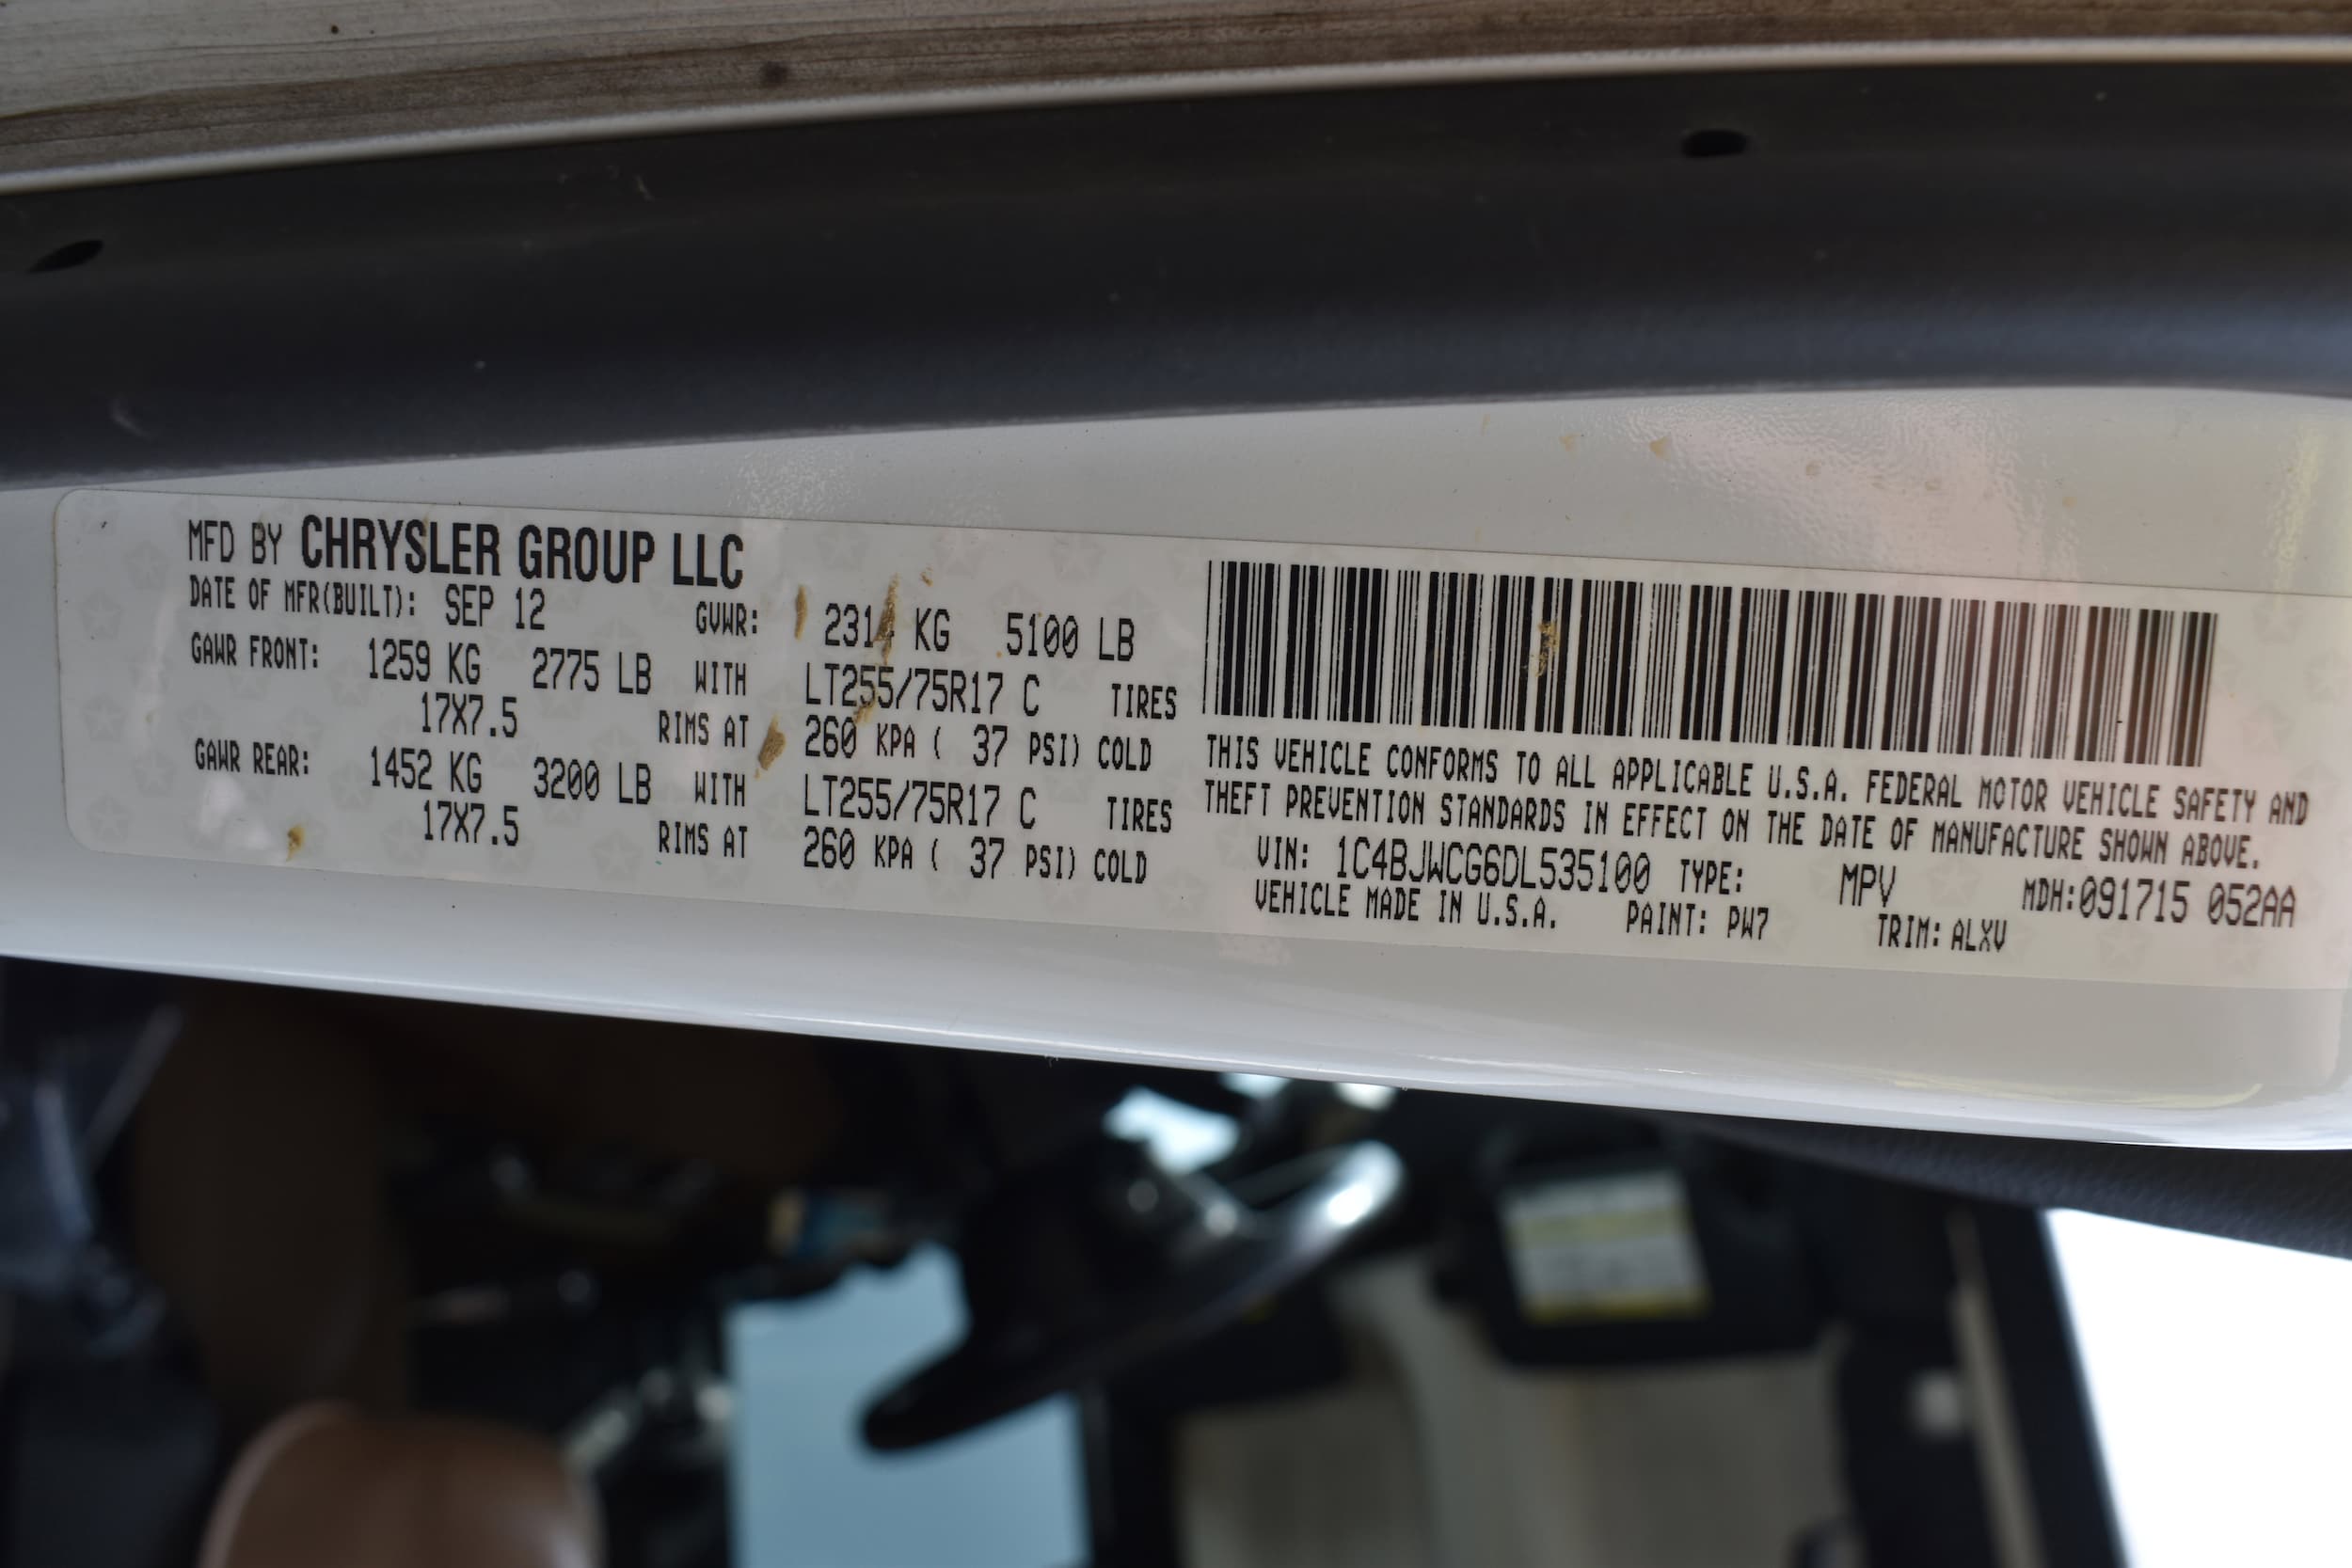 MFD BY CHRYSLER GROUP LLC
DATE OF MFR(BUILT): SEP 12 GVWR: 2314 KG 5100 LB
GAWR FRONT: 1259 KG 2775 LB WITH LT255/75R17 C TIRES
17X7.5 RIMS AT 260 KPA ( 37 PSI) COLD
GAWR REAR: 1452 KG 3200 LB WITH LT255/75R17 C TIRES
17X7.5 RIMS AT 260 KPA ( 37 PSI) COLD
THIS VEHICLE CONFORMS TO ALL APPLICABLE U.S.A. FEDERAL MOTOR VEHICLE SAFETY AND
THEFT PREVENTION STANDARDS IN EFFECT ON THE DATE OF MANUFACTURE SHOWN ABOVE.
VIN: 1C4BJWCG6DL535100 TYPE: MPV MDH:091715 052AA
VEHICLE MADE IN U.S.A. PAINT: PW7 TRIM: ALXV